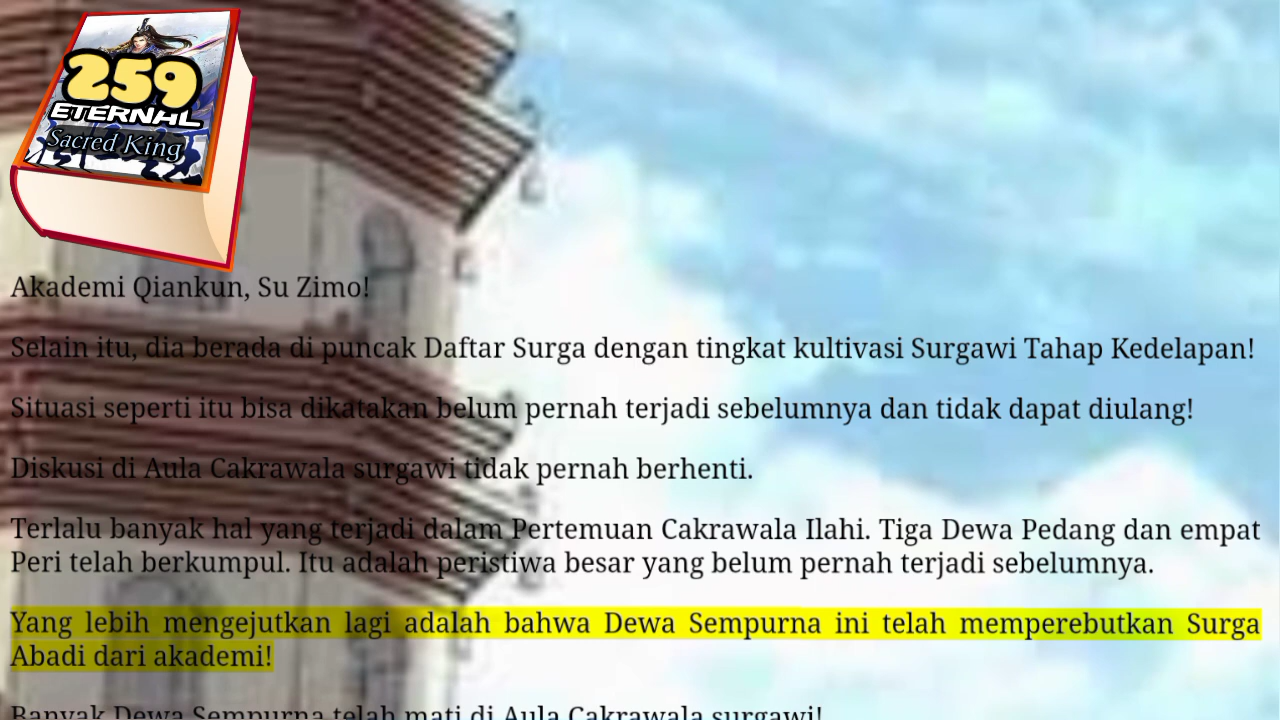 259
ETERNAL
Sacred King
Akademi Qiankun, Su Zimo!
Selain itu, dia berada di puncak Daftar Surga dengan tingkat kultivasi Surgawi Tahap Kedelapan!
Situasi seperti itu bisa dikatakan belum pernah terjadi sebelumnya dan tidak dapat diulang!
Diskusi di Aula Cakrawala surgawi tidak pernah berhenti.
Terlalu banyak hal yang terjadi dalam Pertemuan Cakrawala Ilahi. Tiga Dewa Pedang dan empat
Peri telah berkumpul. Itu adalah peristiwa besar yang belum pernah terjadi sebelumnya.
Yang lebih mengejutkan lagi adalah bahwa Dewa Sempurna ini telah memperebutkan Surga
Abadi dari akademi!
Banyak Dewa Sempurna telah mati di Aula Cakrawala surgawi!